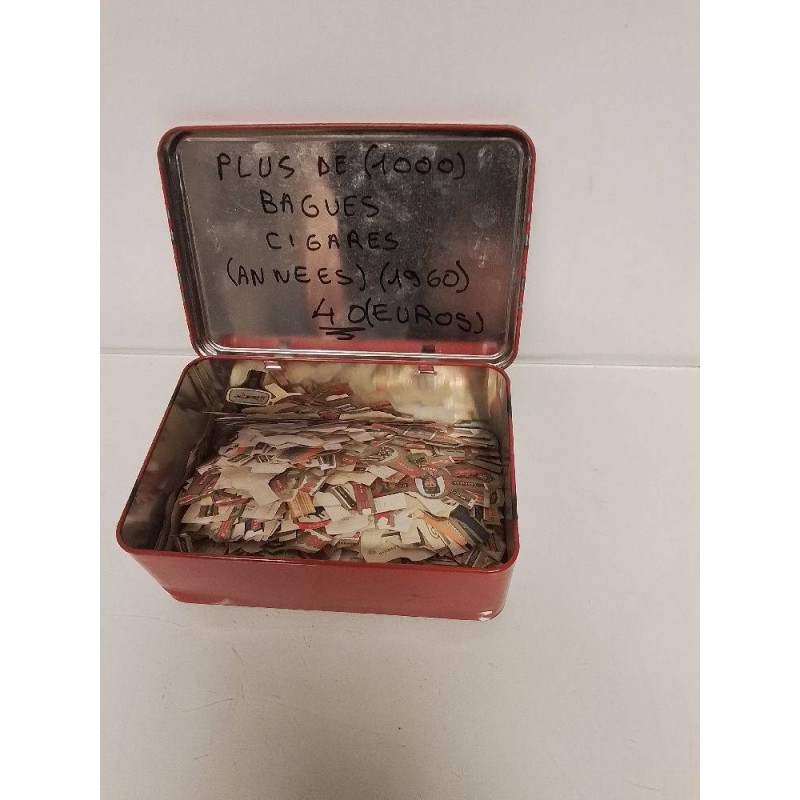 PLUS DE (1000)
BAGUES
CIGARES
(ANNEES) (1960)
40 (EUROS)